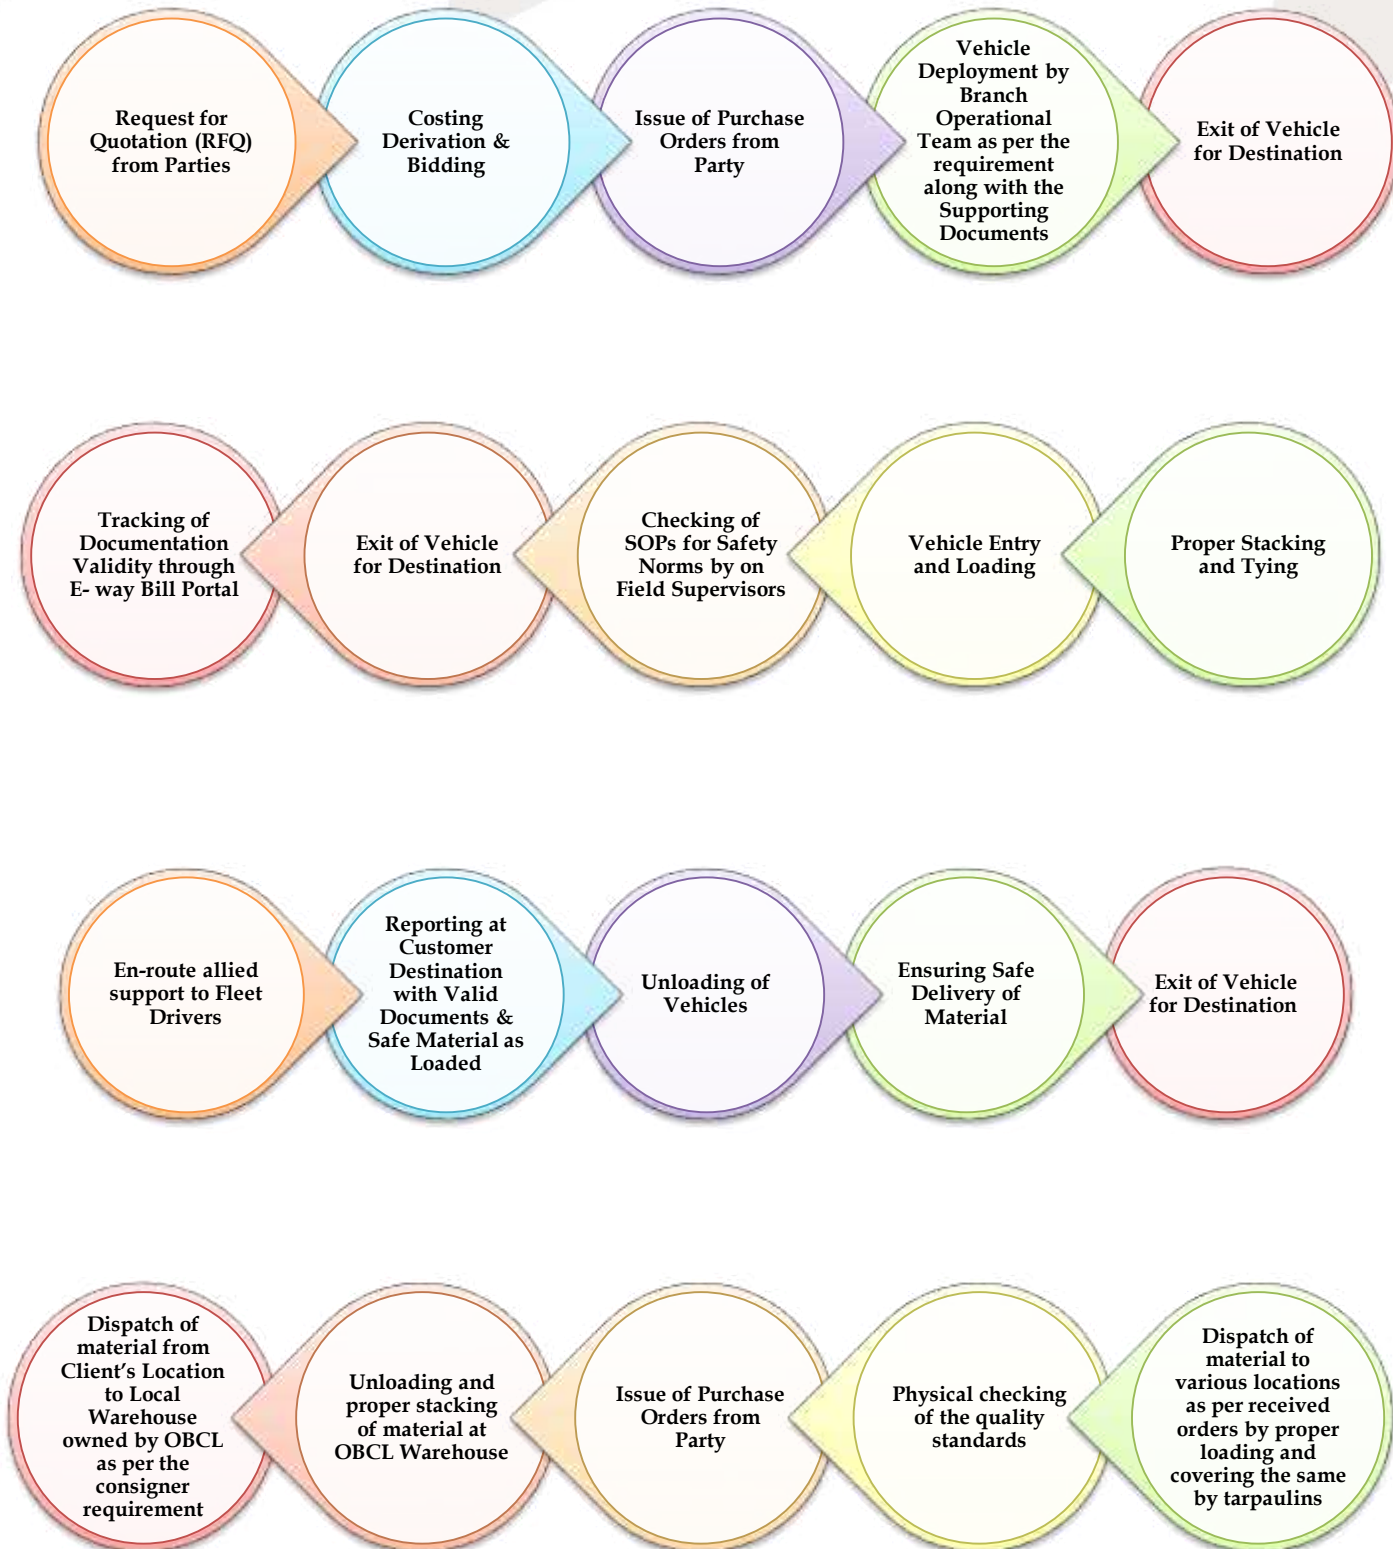 Request for
Quotation (RFQ)
from Parties
Costing
Derivation &
Bidding
Issue of Purchase
Orders from
Party
Vehicle
Deployment by
Branch
Operational
Team as per the
requirement
along with the
Supporting
Documents
Exit of Vehicle
for Destination
Tracking of
Documentation
Validity through
E- way Bill Portal
Exit of Vehicle
for Destination
Checking of
SOPs for Safety
Norms by on
Field Supervisors
Vehicle Entry
and Loading
Proper Stacking
and Tying
En-route allied
support to Fleet
Drivers
Reporting at
Customer
Destination
with Valid
Documents &
Safe Material as
Loaded
Unloading of
Vehicles
Ensuring Safe
Delivery of
Material
Exit of Vehicle
for Destination
Dispatch of
material from
Client’s Location
to Local
Warehouse
owned by OBCL
as per the
consigner
requirement
Unloading and
proper stacking
of material at
OBCL Warehouse
Issue of Purchase
Orders from
Party
Physical checking
of the quality
standards
Dispatch of
material to
various locations
as per received
orders by proper
loading and
covering the same
by tarpaulins